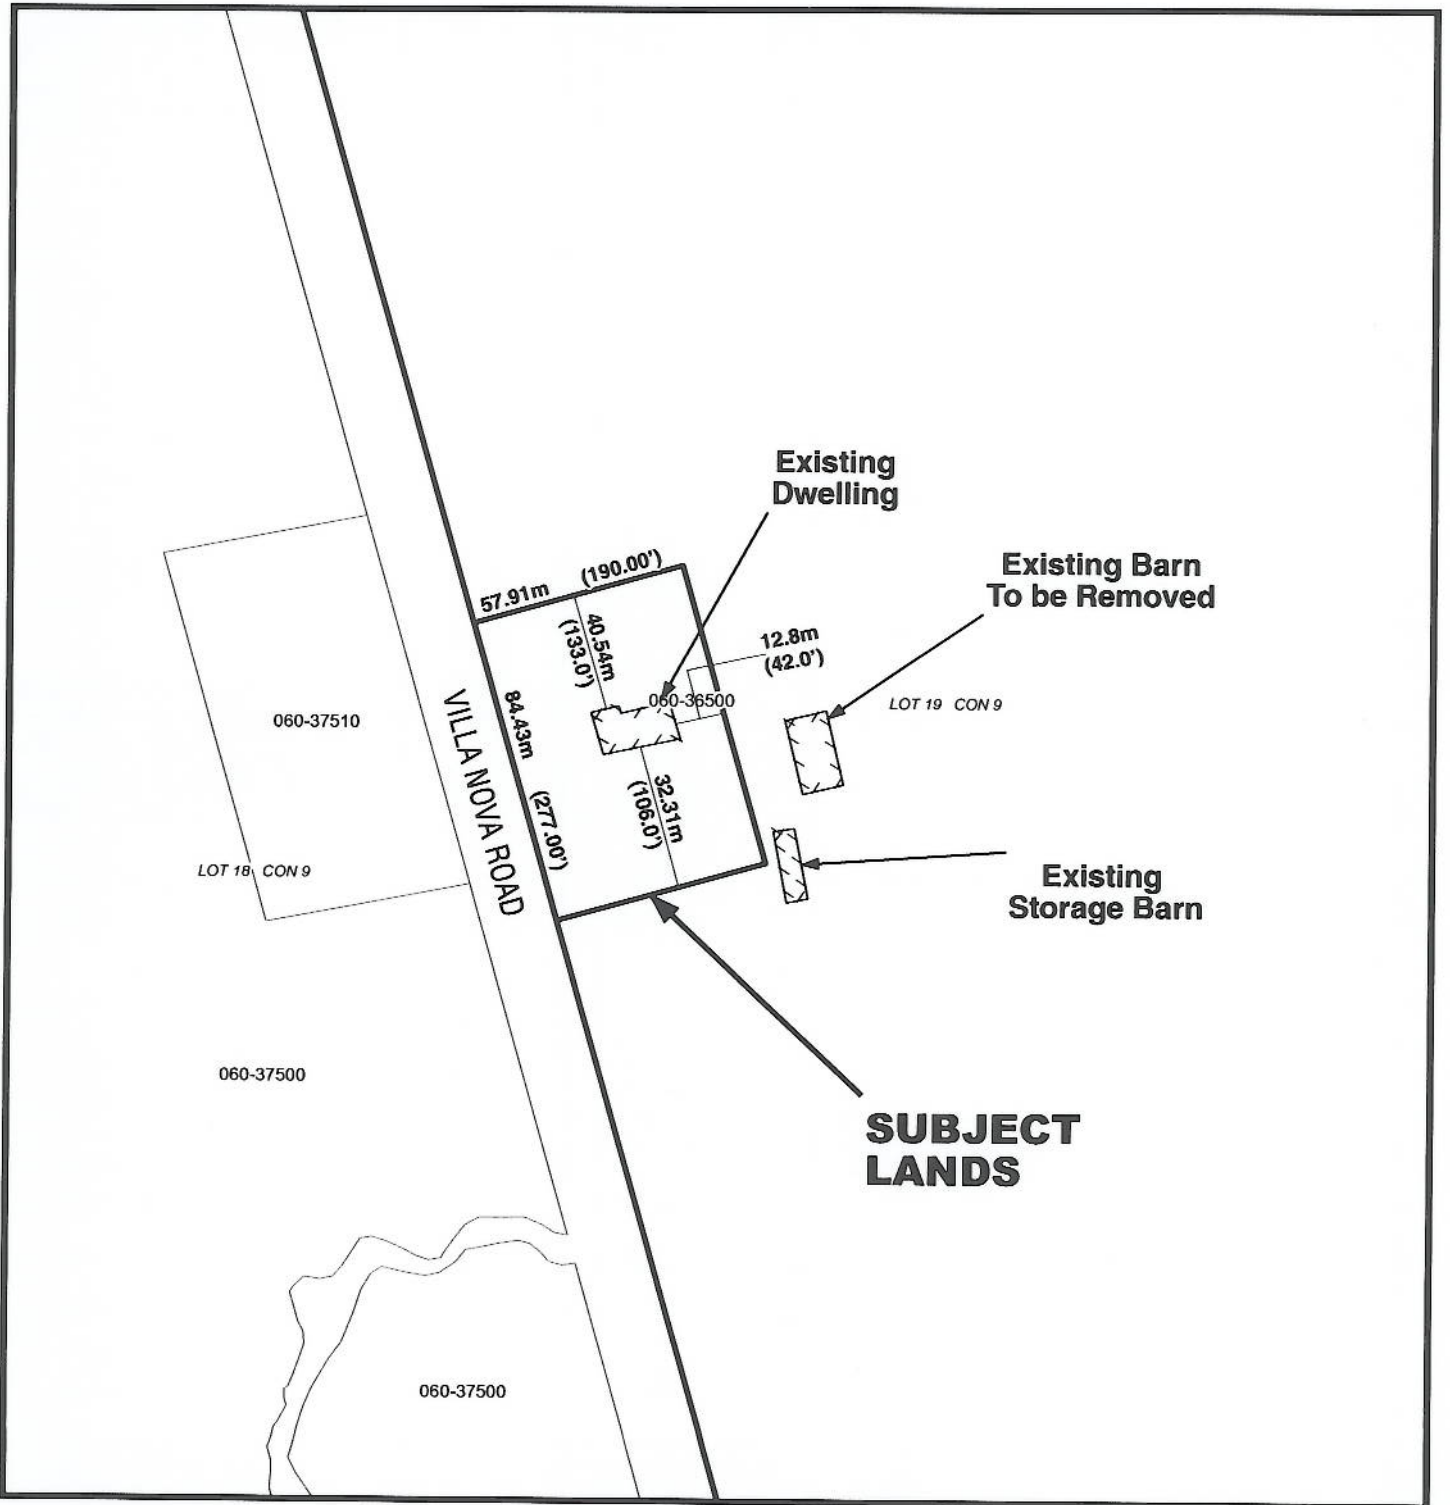 Existing
Dwelling
Existing Barn
To be Removed
57.91m (190.00')
40.54m
(133.0')
12.8m
(42.0')
060-36500
LOT 19 CON 9
060-37510
VILLA NOVA ROAD
84.43m (277.00')
32.31m
(106.0')
LOT 18 CON 9
Existing
Storage Barn
060-37500
SUBJECT
LANDS
060-37500